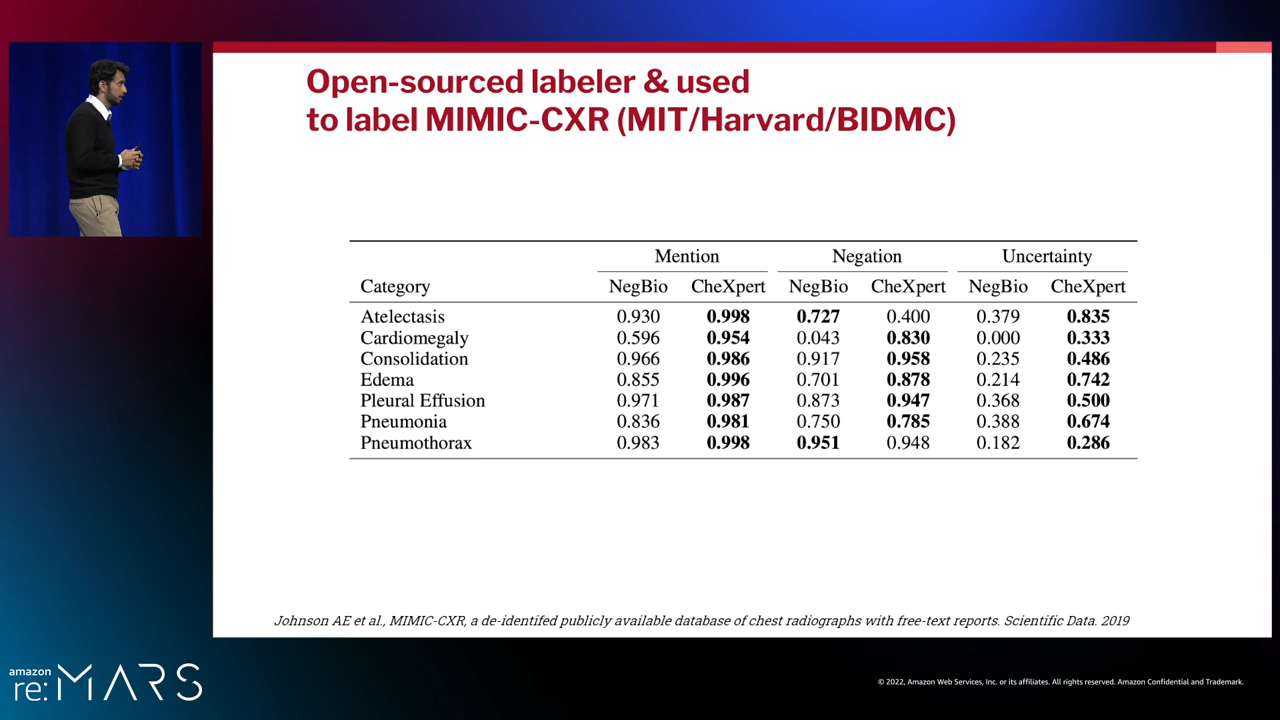 Open-sourced labeler & used
to label MIMIC-CXR (MIT/Harvard/BIDMC)
Mention Negation Uncertainty
Category NegBio CheXpert NegBio CheXpert NegBio CheXpert
Atelectasis 0.930 0.998 0.727 0.400 0.379 0.835
Cardiomegaly 0.596 0.954 0.043 0.830 0.000 0.333
Consolidation 0.966 0.986 0.917 0.958 0.235 0.486
Edema 0.855 0.996 0.701 0.878 0.214 0.742
Pleural Effusion 0.971 0.987 0.873 0.947 0.368 0.500
Pneumonia 0.836 0.981 0.750 0.785 0.388 0.674
Pneumothorax 0.983 0.998 0.951 0.948 0.182 0.286
Johnson AE et al., MIMIC-CXR, a de-identifed publicly available database of chest radiographs with free-text reports. Scientific Data. 2019
amazon
re:MARS
© 2022, Amazon Web Services, Inc. or its affiliates. All rights reserved. Amazon Confidential and Trademark.